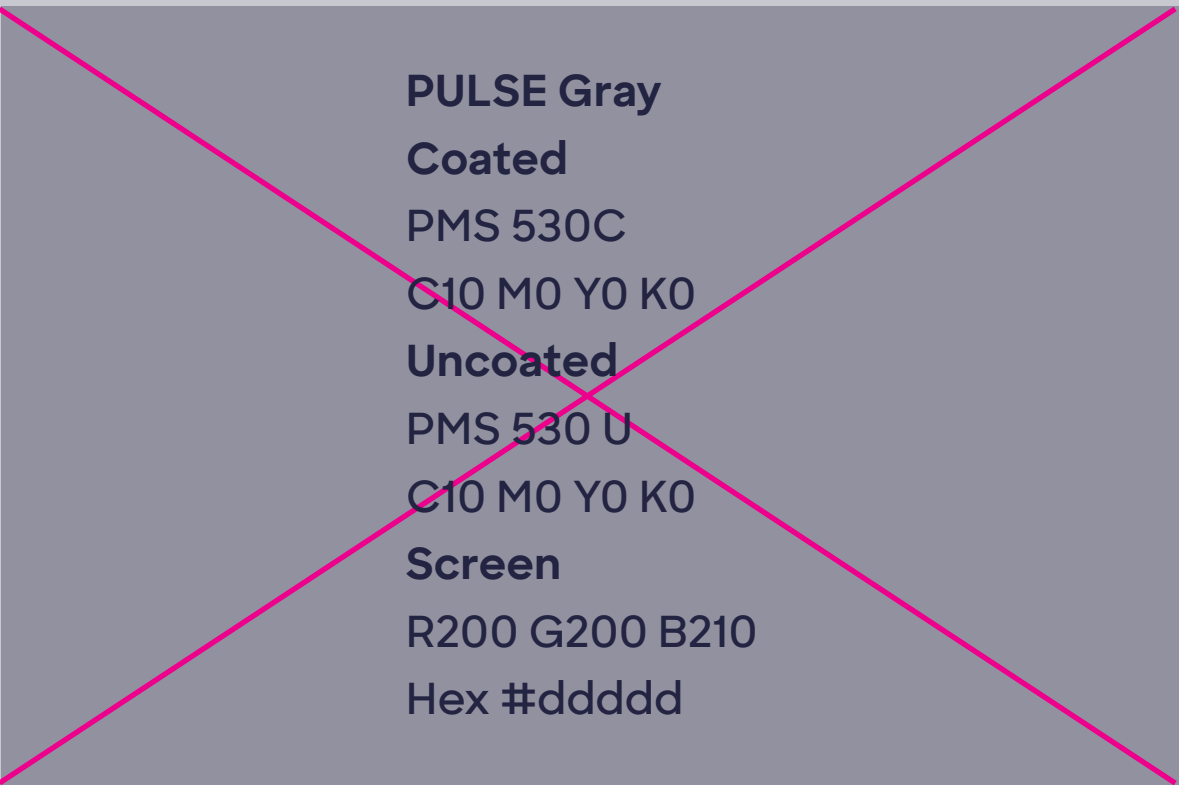 PULSE Gray
Coated
PMS 530C
C10 M0 Y0 K0
Uncoated
PMS 530 U
C10 M0 Y0 K0
Screen
R200 G200 B210
Hex #ddddd